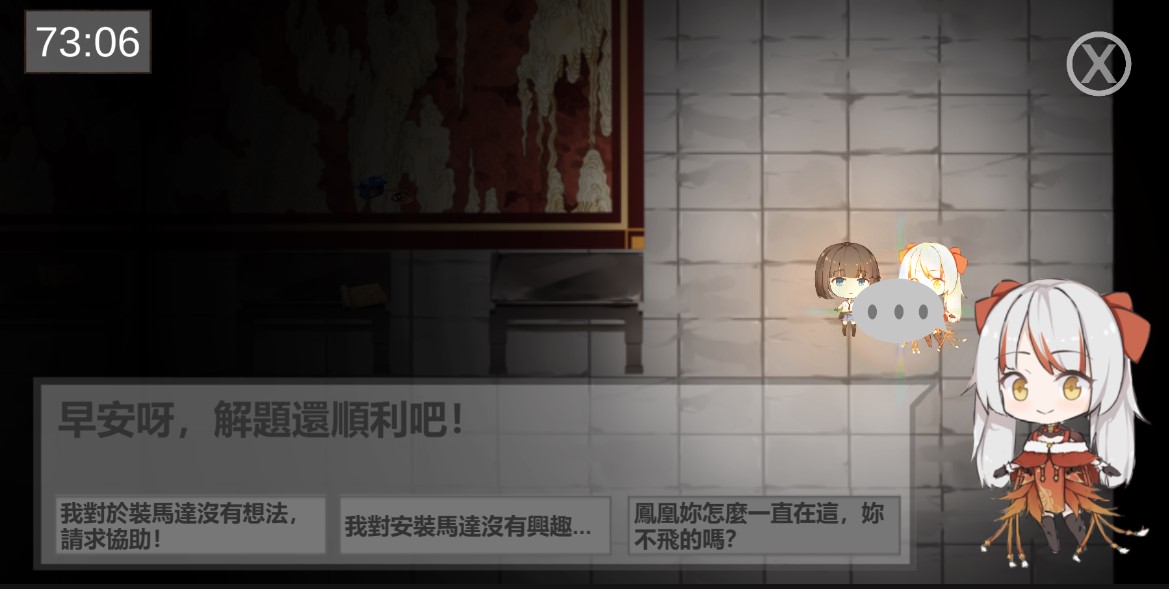 73:06
X
早安呀，解題還順利吧！
我對於裝馬達沒有想法，
請求協助！
我對安裝馬達沒有興趣...
鳳凰妳怎麼一直在這，妳
不飛的嗎？